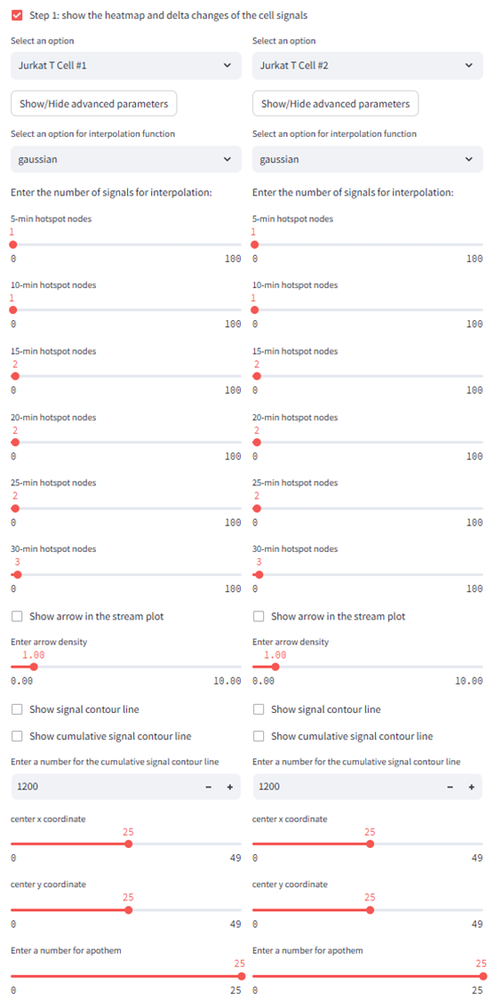 Step 1: show the heatmap and delta changes of the cell signals
Select an option
Select an option
Jurkat T Cell #1
Jurkat T Cell #2
Show/Hide advanced parameters
Show/Hide advanced parameters
Select an option for interpolation function
Select an option for interpolation function
gaussian
gaussian
Enter the number of signals for interpolation:
Enter the number of signals for interpolation:
5-min hotspot nodes
5-min hotspot nodes
1
1
0 100
0 100
10-min hotspot nodes
10-min hotspot nodes
1
1
0 100
0 100
15-min hotspot nodes
15-min hotspot nodes
2
2
0 100
0 100
20-min hotspot nodes
20-min hotspot nodes
2
2
0 100
0 100
25-min hotspot nodes
25-min hotspot nodes
2
2
0 100
0 100
30-min hotspot nodes
30-min hotspot nodes
3
3
0 100
0 100
Show arrow in the stream plot
Show arrow in the stream plot
Enter arrow density
Enter arrow density
1.00
1.00
0.00 10.00
0.00 10.00
Show signal contour line
Show signal contour line
Show cumulative signal contour line
Show cumulative signal contour line
Enter a number for the cumulative signal contour line
Enter a number for the cumulative signal contour line
1200 - +
1200 - +
center x coordinate
center x coordinate
25
25
0 49
0 49
center y coordinate
center y coordinate
25
25
0 49
0 49
Enter a number for apothem
Enter a number for apothem
25
25
0 25
0 25